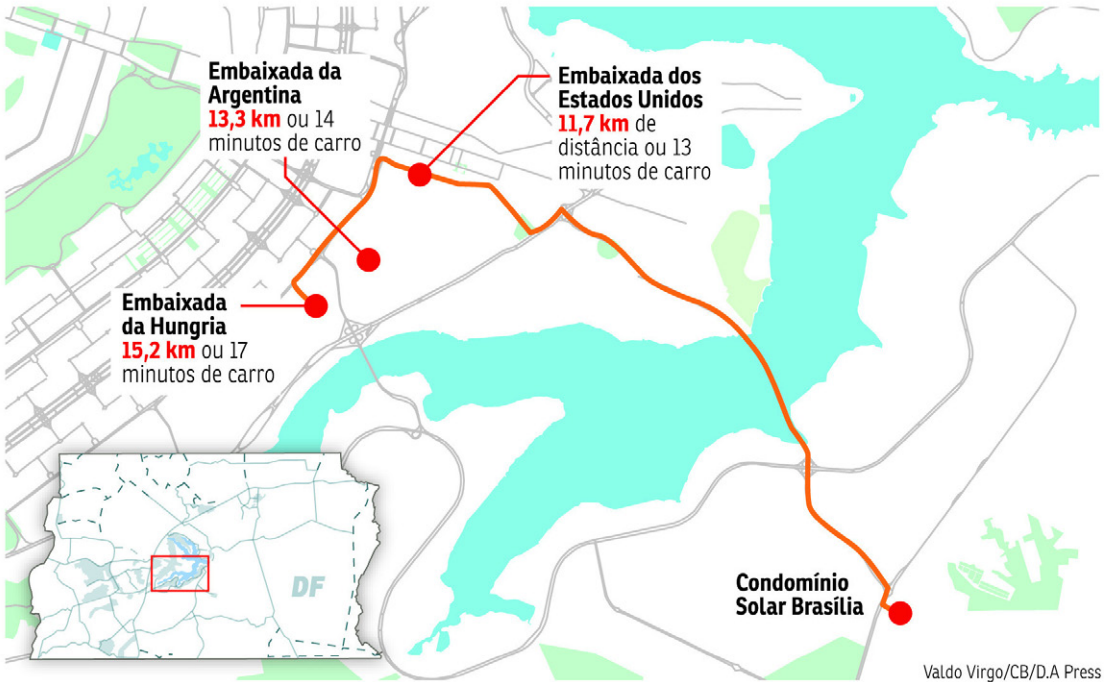 Embaixada da
Argentina
13,3 km ou 14
minutos de carro
Embaixada dos
Estados Unidos
11,7 km de
distância ou 13
minutos de carro
Embaixada
da Hungria
15,2 km ou 17
minutos de carro
DF
Condomínio
Solar Brasília
Valdo Virgo/CB/D.A Press